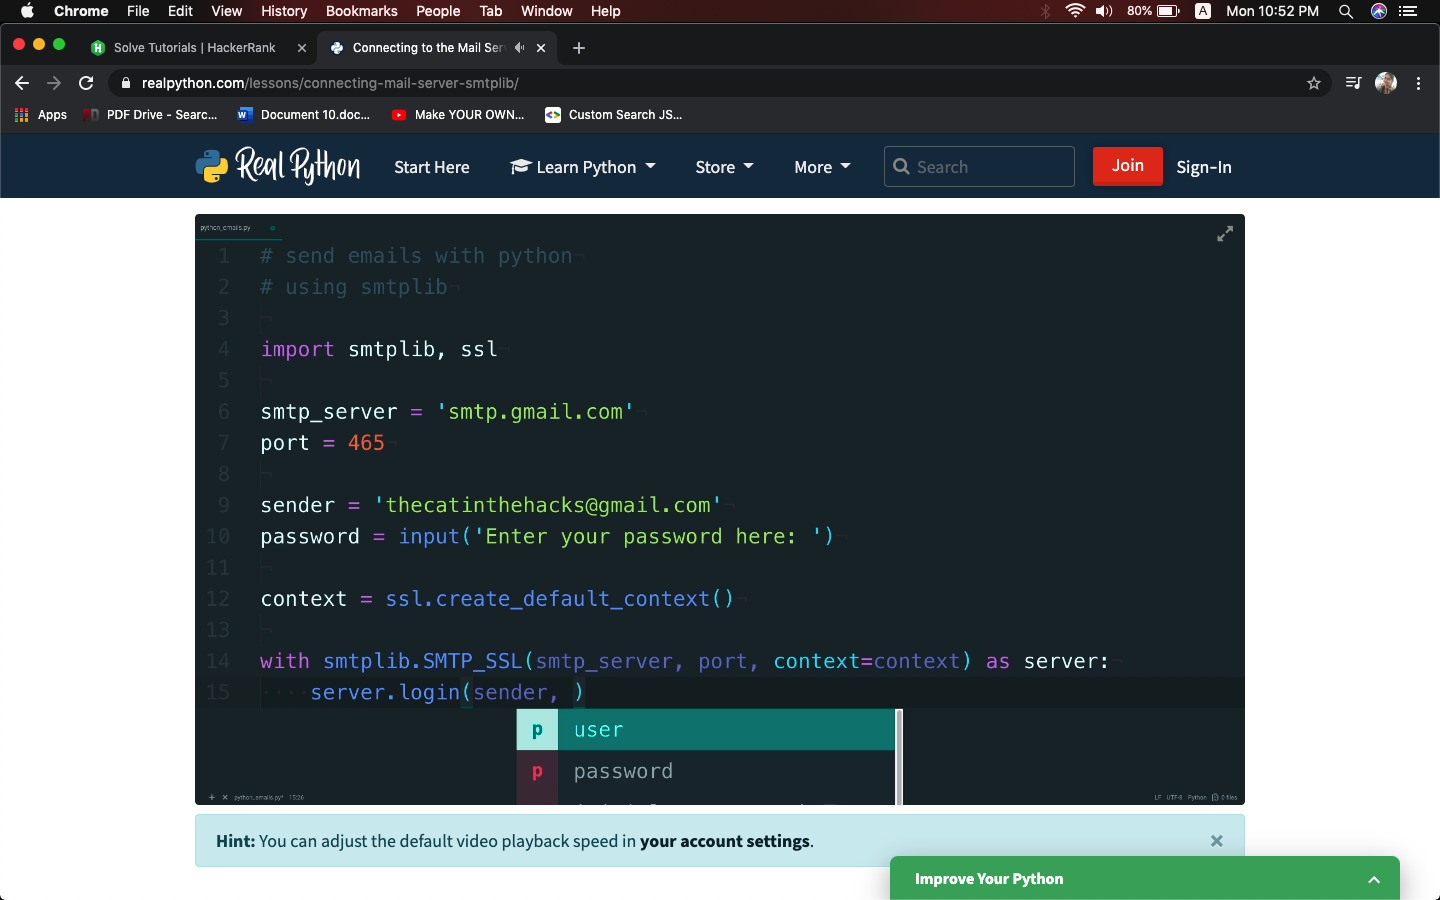 Chrome File Edit View History Bookmarks People Tab Window Help 80% A Mon 10:52 PM
Solve Tutorials | HackerRank Connecting to the Mail Ser
realpython.com/lessons/connecting-mail-server-smtplib/
Apps PDF Drive - Searc... Document 10.doc... Make YOUR OWN... Custom Search JS...
Real Python Start Here Learn Python Store More Search Join Sign-In
python_emails.py
1 # send emails with python
2 # using smtplib
3
4 import smtplib, ssl
5
6 smtp_server = 'smtp.gmail.com'
7 port = 465
8
9 sender = 'thecatinthehacks@gmail.com'
10 password = input('Enter your password here: ')
11
12 context = ssl.create_default_context()
13
14 with smtplib.SMTP_SSL(smtp_server, port, context=context) as server:
15 server.login(sender, )
p user
p password
python_emails.py* 15:26 LF UTF-8 Python 0 files
Hint: You can adjust the default video playback speed in your account settings.
Improve Your Python